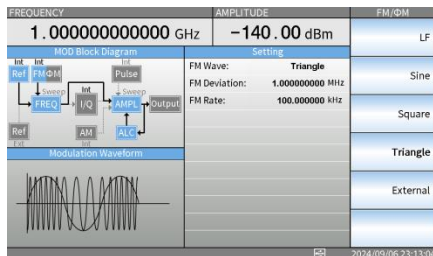 FREQUENCY AMPLITUDE FM/ΦM
1.000000000000 GHz -140.00 dBm
MOD Block Diagram
Int Int Int
Ref FMΦM Pulse
Sweep Sweep
Int
FREQ I/Q AMPL Output
Ref AM ALC
Ext Int
Modulation Waveform
Setting
FM Wave: Triangle
FM Deviation: 1.000000000 MHz
FM Rate: 100.000000 kHz
LF
Sine
Square
Triangle
External
2024/09/06 23:13:04